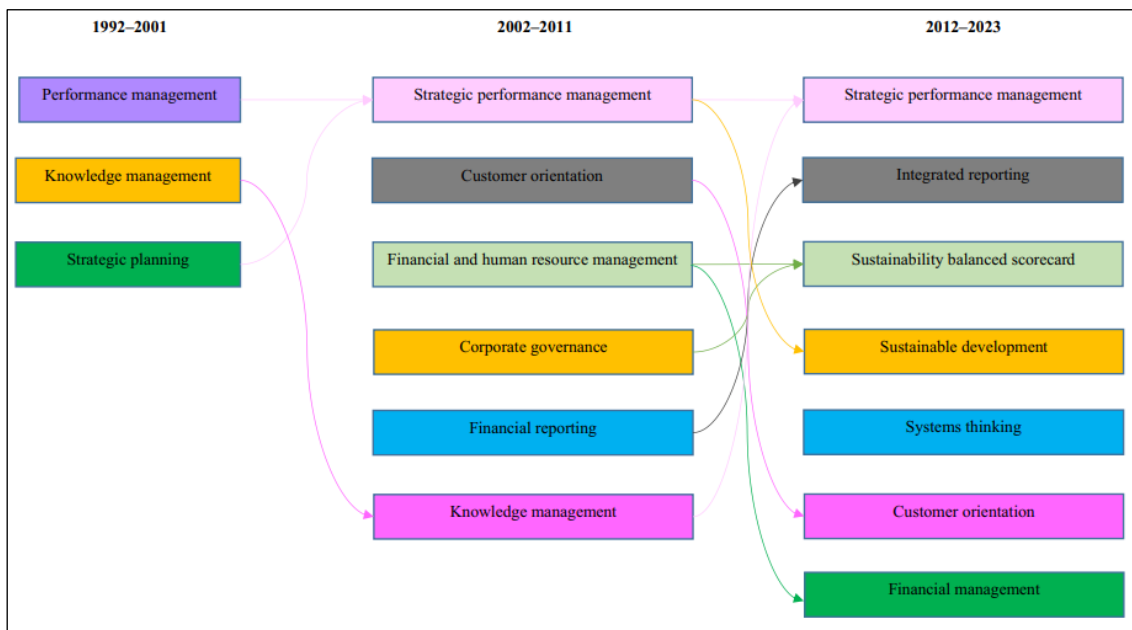 1992–2001
2002–2011
2012–2023
Performance management
Strategic performance management
Strategic performance management
Knowledge management
Customer orientation
Integrated reporting
Strategic planning
Financial and human resource management
Sustainability balanced scorecard
Corporate governance
Sustainable development
Financial reporting
Systems thinking
Knowledge management
Customer orientation
Financial management